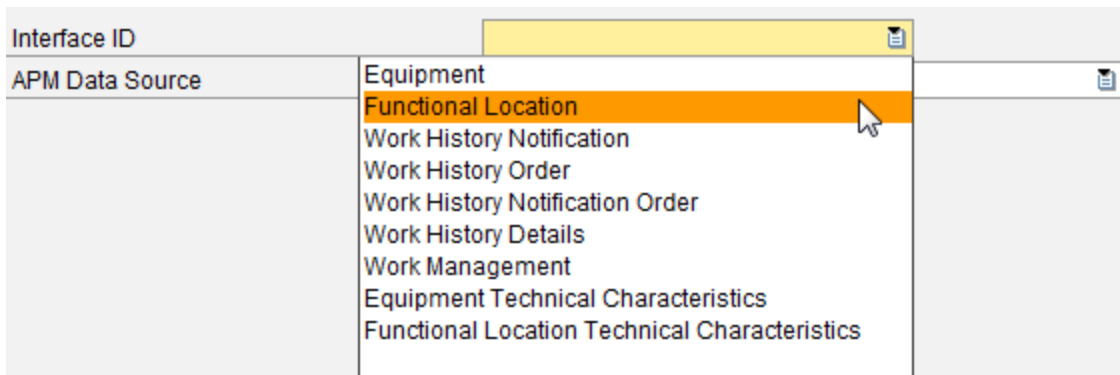 Interface ID
APM Data Source
Equipment
Functional Location
Work History Notification
Work History Order
Work History Notification Order
Work History Details
Work Management
Equipment Technical Characteristics
Functional Location Technical Characteristics